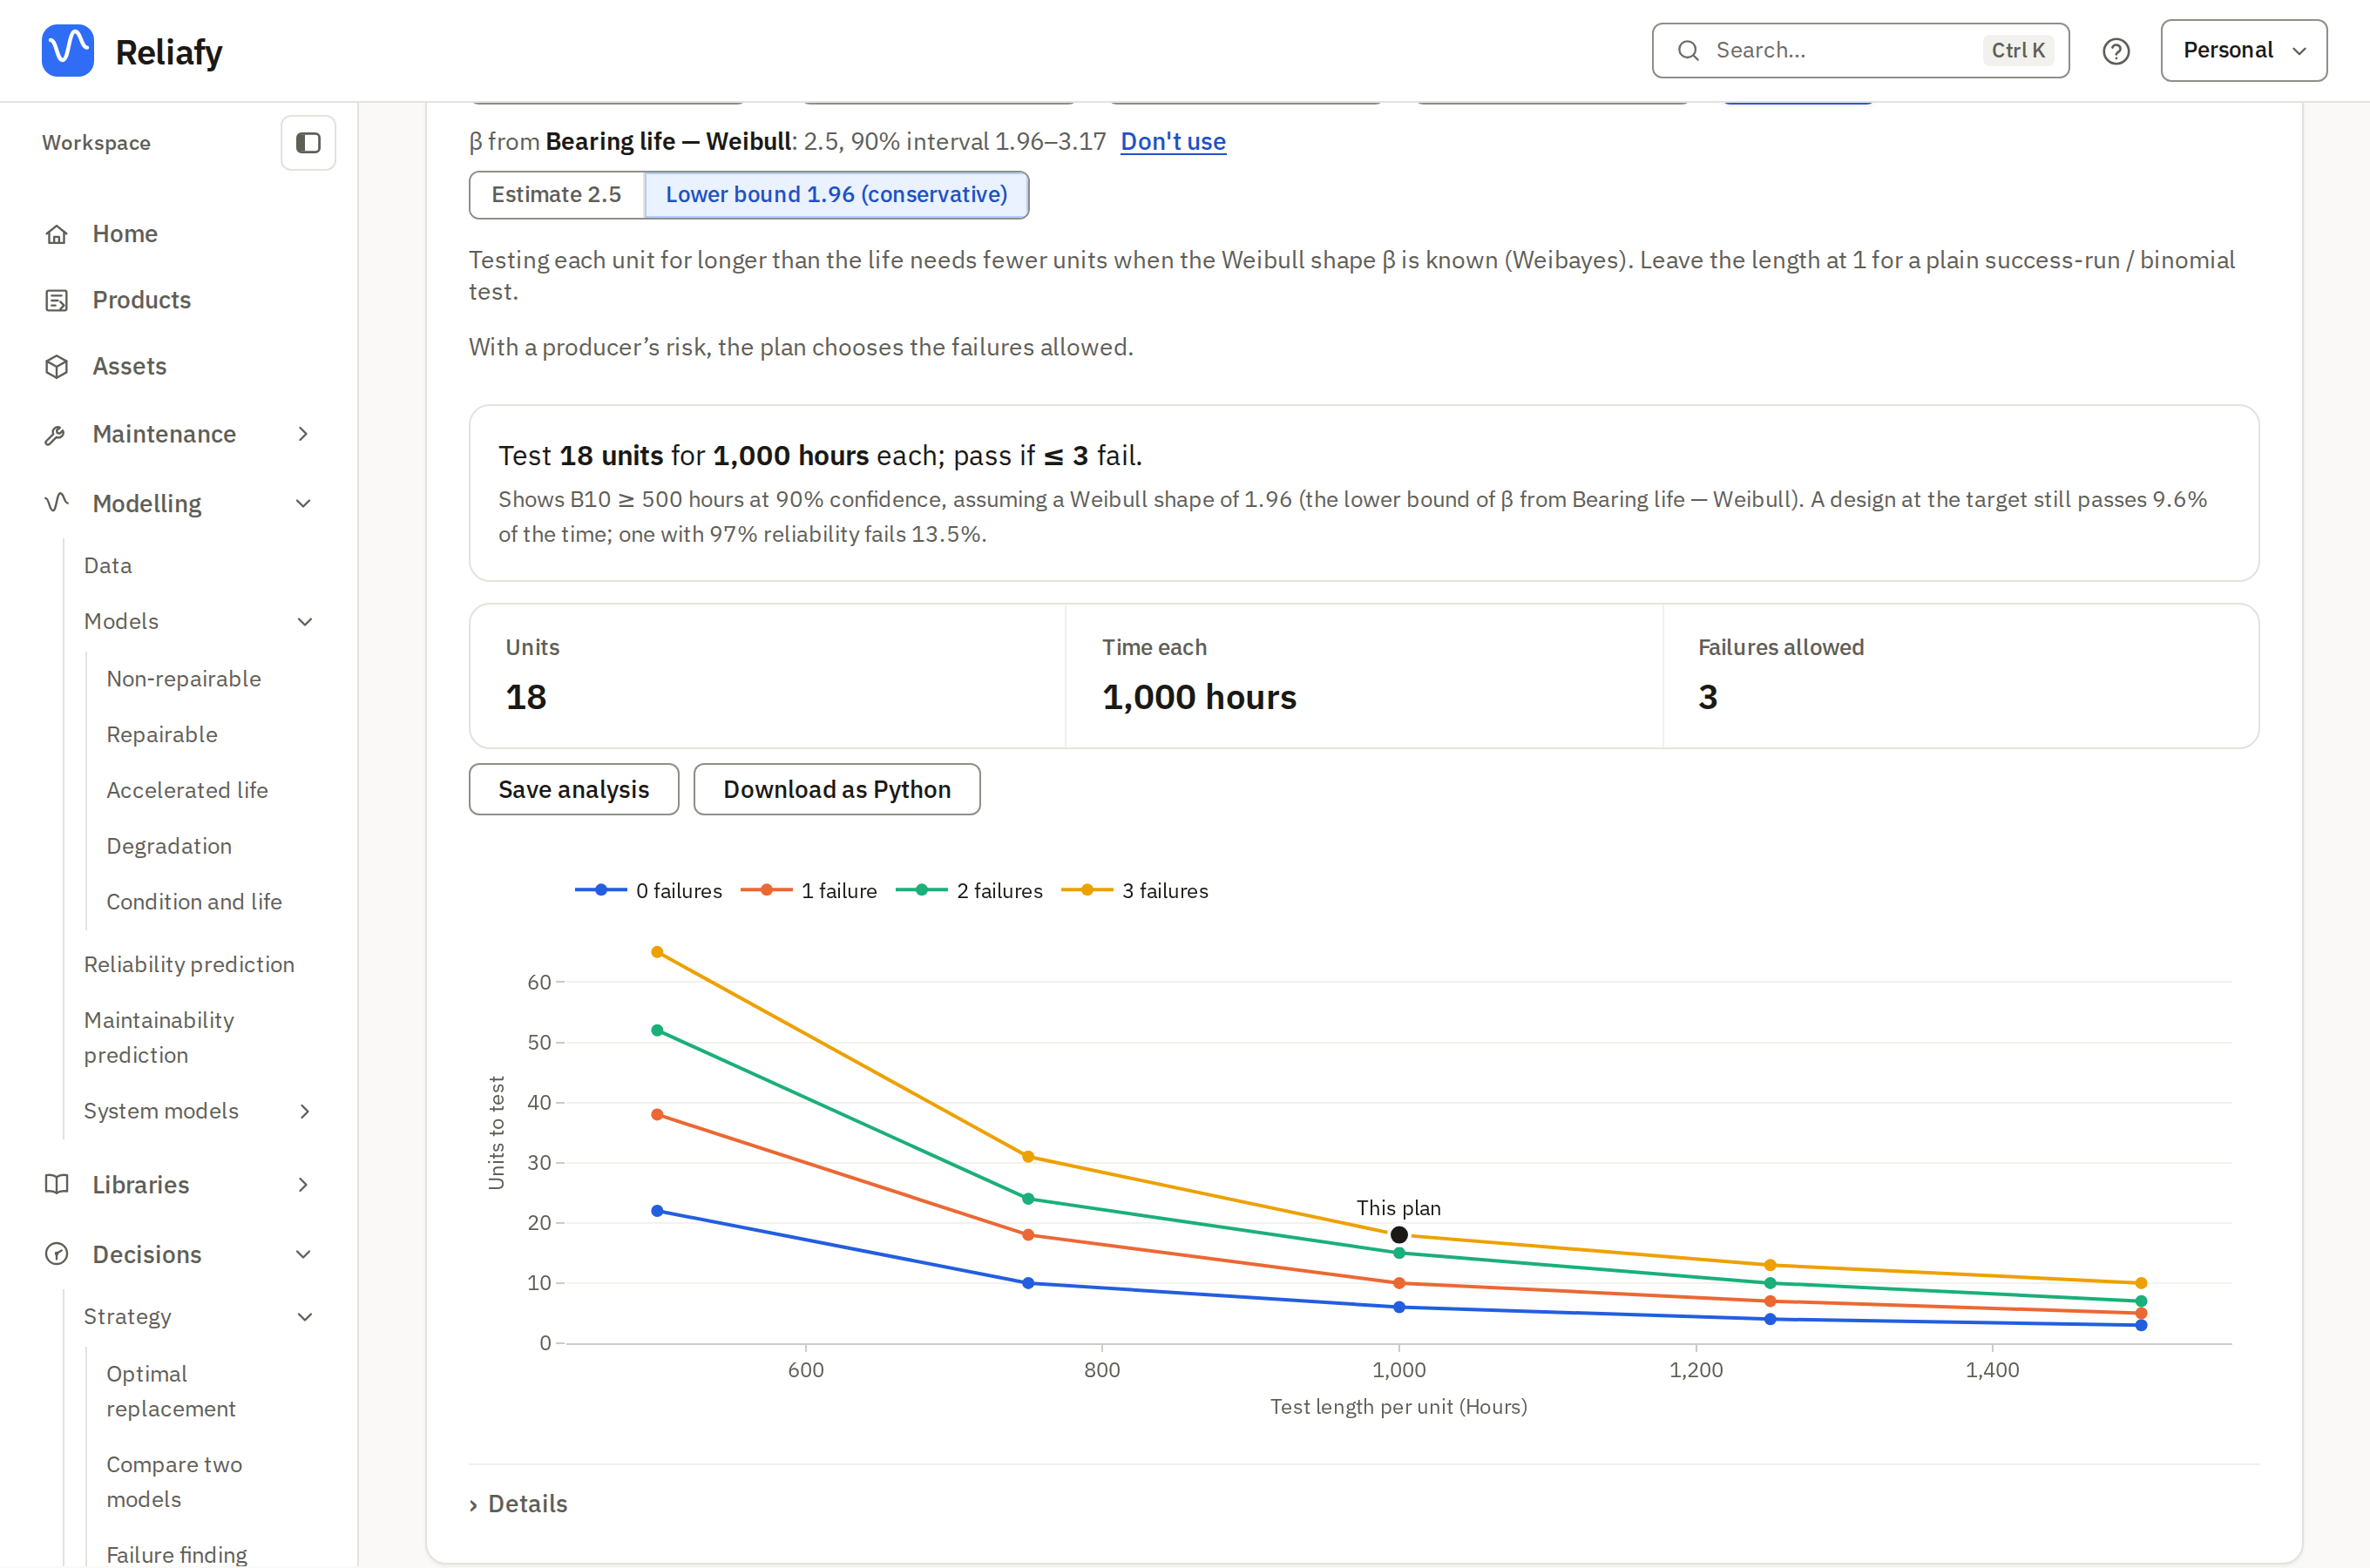 Reliafy
Search...
Ctrl K
Personal
Workspace
Home
Products
Assets
Maintenance
Modelling
Data
Models
Non-repairable
Repairable
Accelerated life
Degradation
Condition and life
Reliability prediction
Maintainability
prediction
System models
Libraries
Decisions
Strategy
Optimal
replacement
Compare two
models
Failure finding
β from Bearing life — Weibull: 2.5, 90% interval 1.96–3.17 Don't use
Estimate 2.5
Lower bound 1.96 (conservative)
Testing each unit for longer than the life needs fewer units when the Weibull shape β is known (Weibayes). Leave the length at 1 for a plain success-run / binomial
test.
With a producer’s risk, the plan chooses the failures allowed.
Test 18 units for 1,000 hours each; pass if ≤ 3 fail.
Shows B10 ≥ 500 hours at 90% confidence, assuming a Weibull shape of 1.96 (the lower bound of β from Bearing life — Weibull). A design at the target still passes 9.6%
of the time; one with 97% reliability fails 13.5%.
Units
18
Time each
1,000 hours
Failures allowed
3
Save analysis
Download as Python
0 failures
1 failure
2 failures
3 failures
Units to test
60
50
40
30
20
10
0
This plan
600
800
1,000
1,200
1,400
Test length per unit (Hours)
› Details